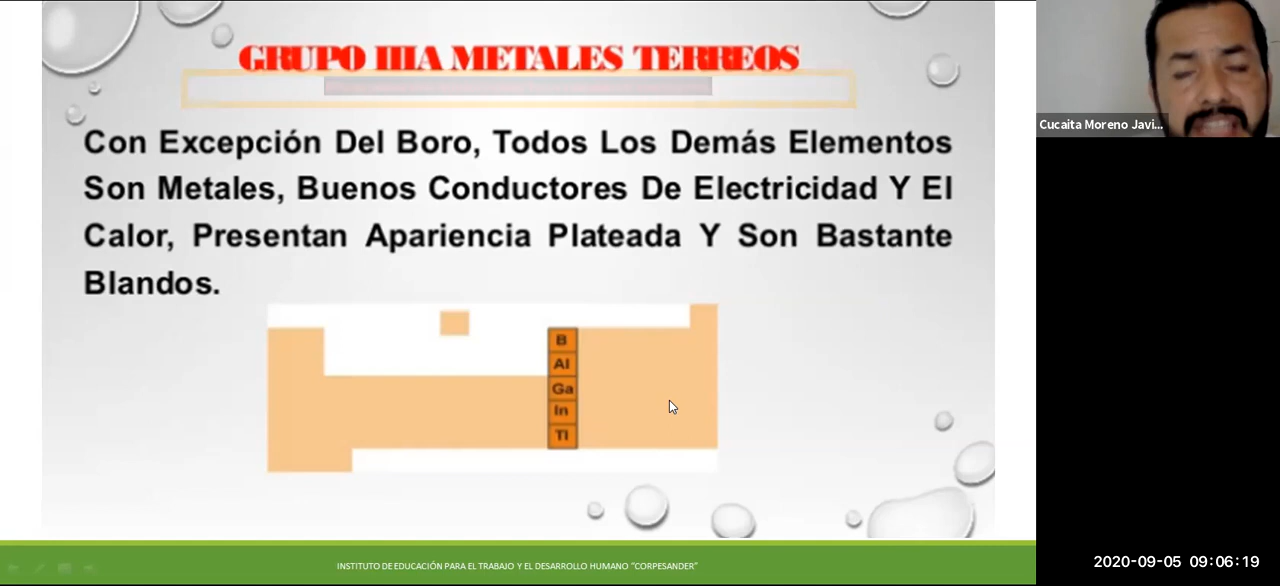 GRUPO IIIA METALES TERREOS
Con Excepción Del Boro, Todos Los Demás Elementos
Son Metales, Buenos Conductores De Electricidad Y El
Calor, Presentan Apariencia Plateada Y Son Bastante
Blandos.
B
Al
Ga
In
Tl
INSTITUTO DE EDUCACIÓN PARA EL TRABAJO Y EL DESARROLLO HUMANO "CORPESANDER"
Cucaita Moreno Javi...
2020-09-05 09:06:19